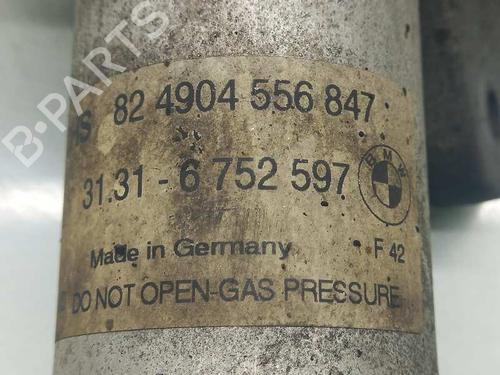 B-PARTS
S 82 4904 556 847
31.31 - 6 752 597
BMW
Made in Germany F 42
DO NOT OPEN-GAS PRESSURE